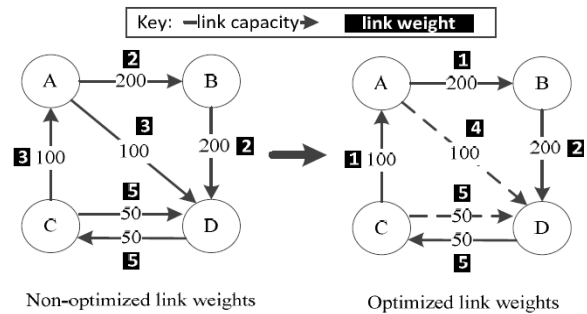 Key: link capacity link weight
2 1
A 200 B A 200 B
3 4
3 100 100 200 2 1 100 100 200 2
5 5
C 50 D C 50 D
50 50
5 5
Non-optimized link weights Optimized link weights